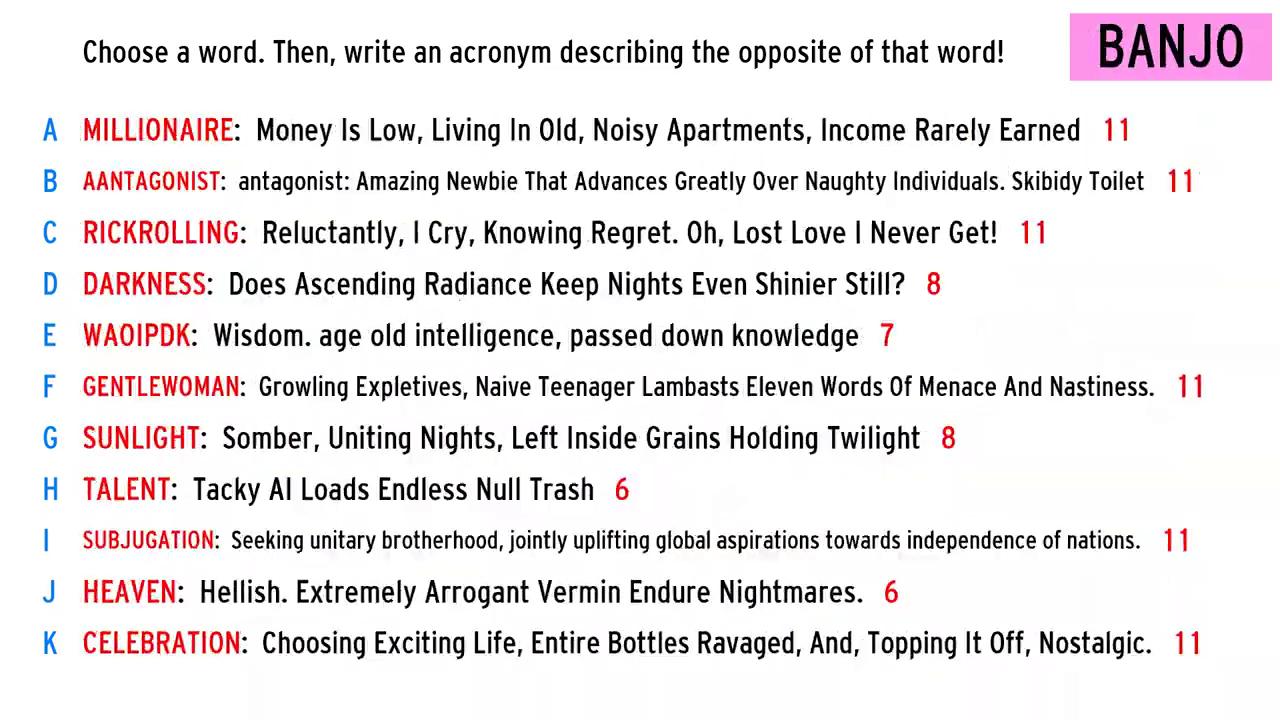 Choose a word. Then, write an acronym describing the opposite of that word!
BANJO
A MILLIONAIRE: Money Is Low, Living In Old, Noisy Apartments, Income Rarely Earned 11
B AANTAGONIST: antagonist: Amazing Newbie That Advances Greatly Over Naughty Individuals. Skibidy Toilet 11
C RICKROLLING: Reluctantly, I Cry, Knowing Regret. Oh, Lost Love I Never Get! 11
D DARKNESS: Does Ascending Radiance Keep Nights Even Shinier Still? 8
E WAOIPDK: Wisdom. age old intelligence, passed down knowledge 7
F GENTLEWOMAN: Growling Expletives, Naive Teenager Lambasts Eleven Words Of Menace And Nastiness. 11
G SUNLIGHT: Somber, Uniting Nights, Left Inside Grains Holding Twilight 8
H TALENT: Tacky AI Loads Endless Null Trash 6
I SUBJUGATION: Seeking unitary brotherhood, jointly uplifting global aspirations towards independence of nations. 11
J HEAVEN: Hellish. Extremely Arrogant Vermin Endure Nightmares. 6
K CELEBRATION: Choosing Exciting Life, Entire Bottles Ravaged, And, Topping It Off, Nostalgic. 11